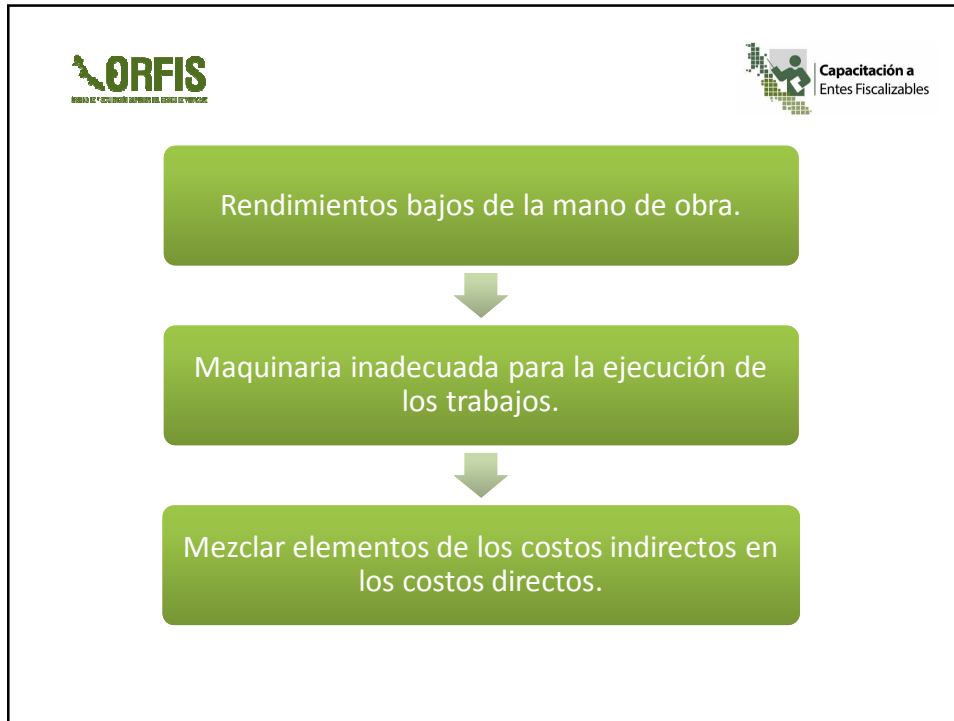 ORFIS
Capacitación a
Entes Fiscalizables
Rendimientos bajos de la mano de obra.
Maquinaria inadecuada para la ejecución de
los trabajos.
Mezclar elementos de los costos indirectos en
los costos directos.